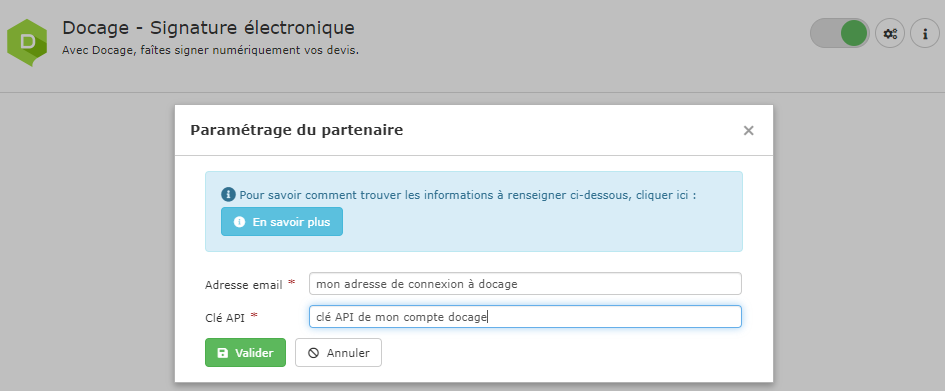 D
Docage - Signature électronique
Avec Docage, faîtes signer numériquement vos devis.
Paramétrage du partenaire
×
Pour savoir comment trouver les informations à renseigner ci-dessous, cliquer ici :
En savoir plus
Adresse email * mon adresse de connexion à docage
Clé API * clé API de mon compte docage
Valider Annuler